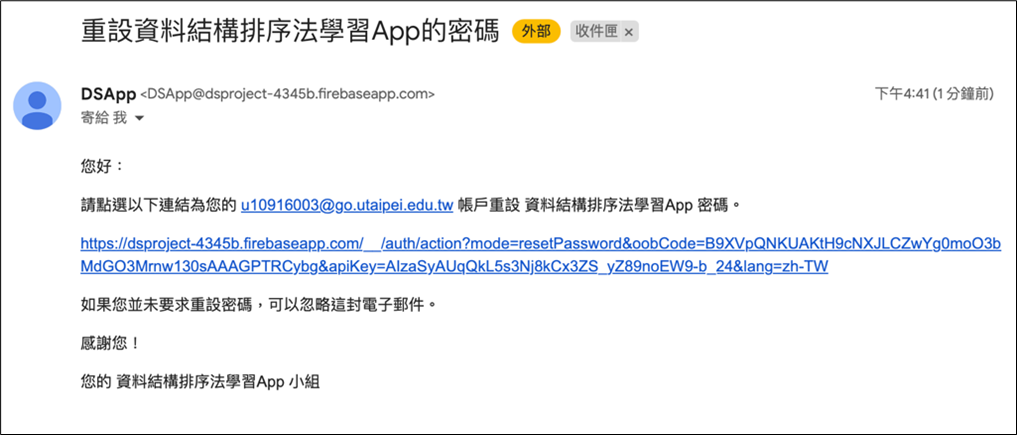 重設資料結構排序法學習App的密碼 外部 收件匣 ×
DSApp <DSApp@dsproject-4345b.firebaseapp.com> 下午4:41 (1 分鐘前)
寄給 我
您好：
請點選以下連結為您的 u10916003@go.utaipei.edu.tw 帳戶重設 資料結構排序法學習App 密碼。
https://dsproject-4345b.firebaseapp.com/__/auth/action?mode=resetPassword&oobCode=B9XVpQNKUAKtH9cNXJLCZwYg0moO3b
MdGO3Mrnw130sAAAGPTRCybg&apiKey=AIzaSyAUqQkL5s3Nj8kCx3ZS_yZ89noEW9-b_24&lang=zh-TW
如果您並未要求重設密碼，可以忽略這封電子郵件。
感謝您！
您的 資料結構排序法學習App 小組